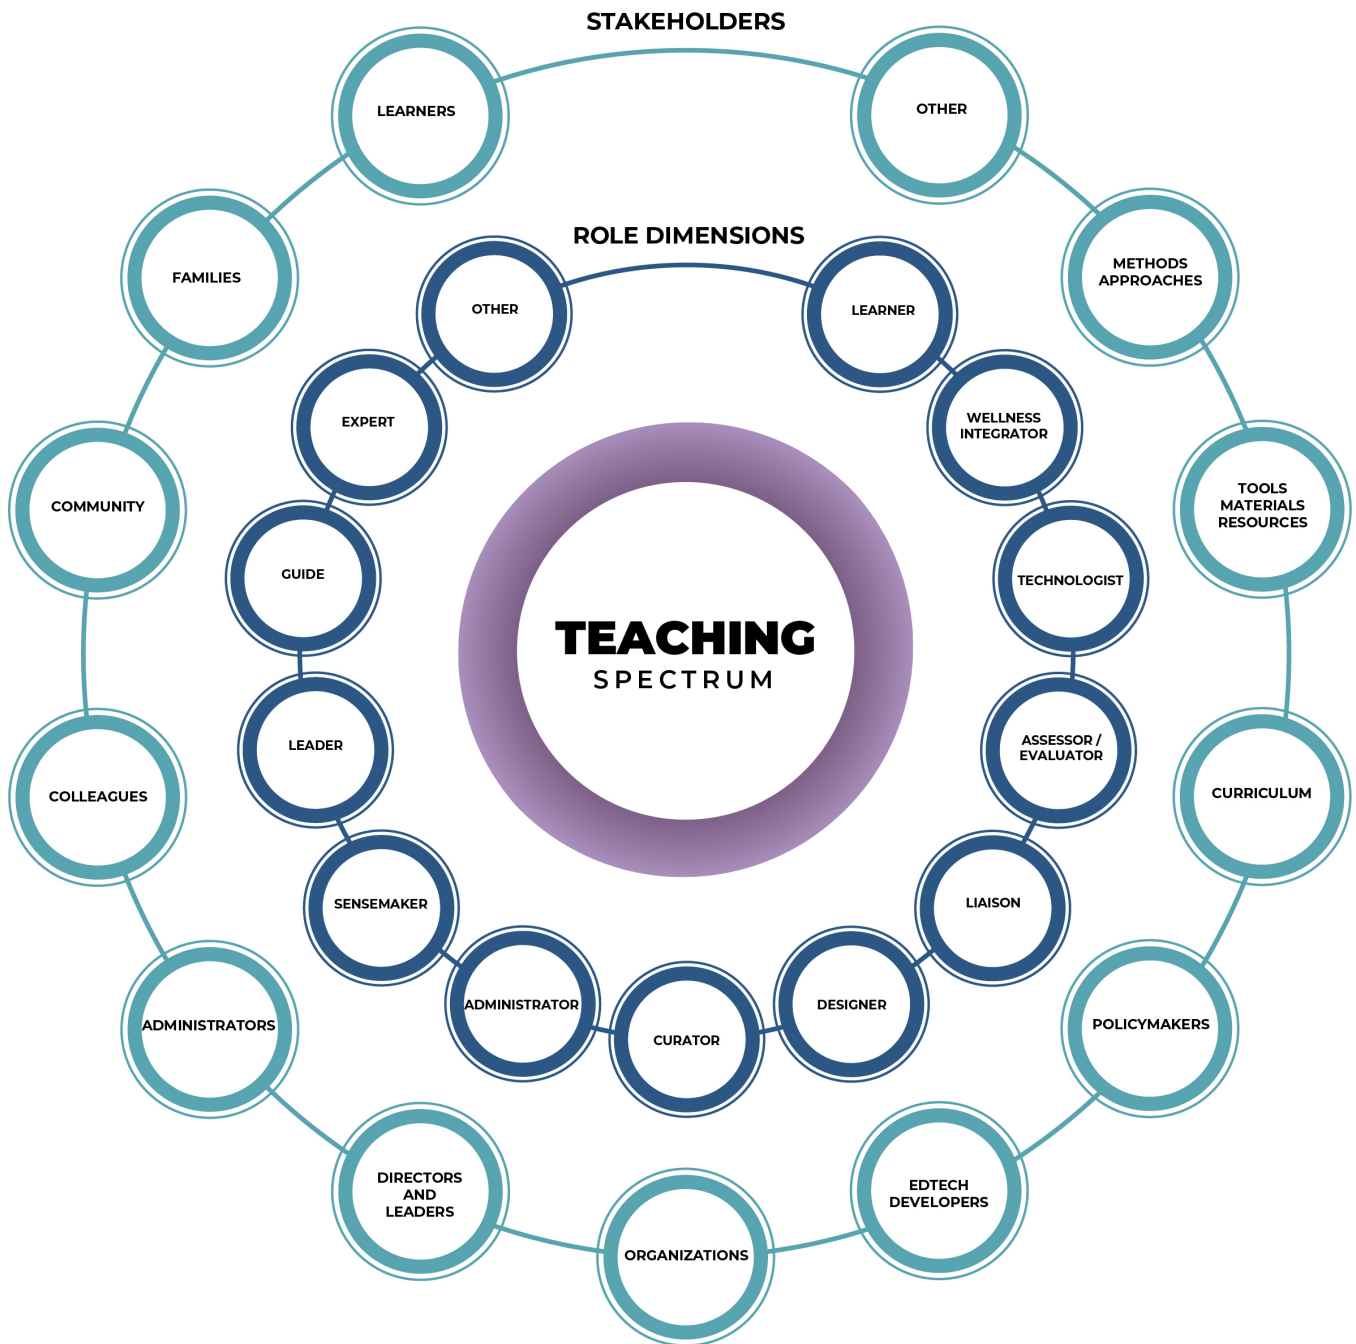 STAKEHOLDERS
LEARNERS
OTHER
FAMILIES
METHODS
APPROACHES
COMMUNITY
TOOLS
MATERIALS
RESOURCES
COLLEAGUES
CURRICULUM
ADMINISTRATORS
POLICYMAKERS
DIRECTORS
AND
LEADERS
EDTECH
DEVELOPERS
ORGANIZATIONS
ROLE DIMENSIONS
OTHER
LEARNER
EXPERT
WELLNESS
INTEGRATOR
GUIDE
TECHNOLOGIST
LEADER
ASSESSOR /
EVALUATOR
SENSEMAKER
LIAISON
ADMINISTRATOR
DESIGNER
CURATOR
TEACHING
SPECTRUM